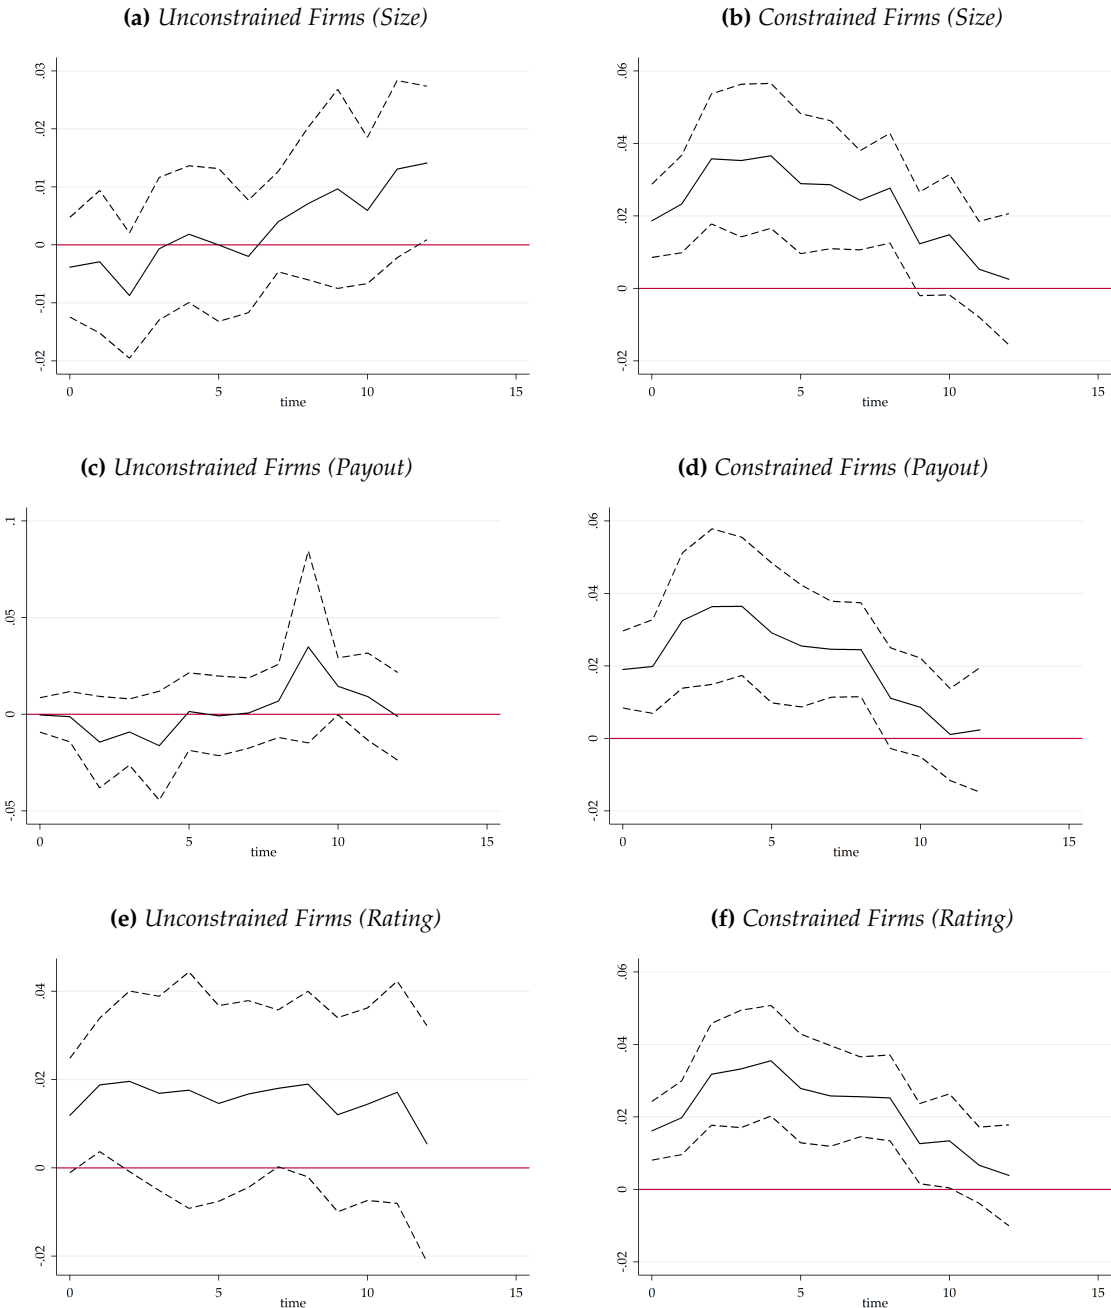 (a) Unconstrained Firms (Size)
.03
.02
.01
0
-.01
-.02
0 5 10 15
time
(b) Constrained Firms (Size)
.06
.04
.02
0
-.02
0 5 10 15
time
(c) Unconstrained Firms (Payout)
.1
.05
0
-.05
0 5 10 15
time
(d) Constrained Firms (Payout)
.06
.04
.02
0
-.02
0 5 10 15
time
(e) Unconstrained Firms (Rating)
.04
.02
0
-.02
0 5 10 15
time
(f) Constrained Firms (Rating)
.06
.04
.02
0
-.02
0 5 10 15
time